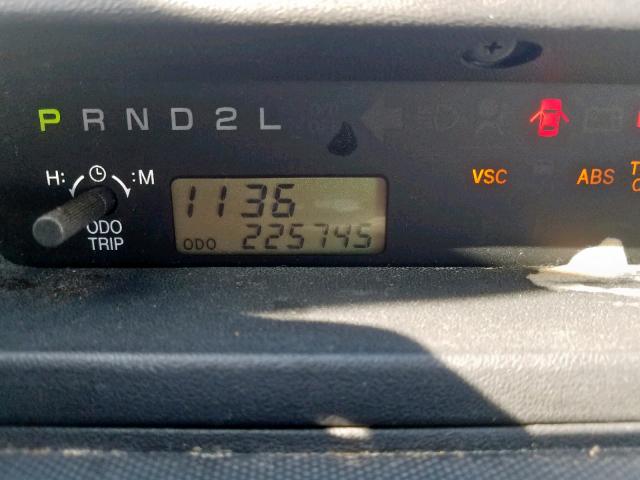 P R N D 2 L
H: :M
VSC ABS
1136
ODO
TRIP
ODO 225745